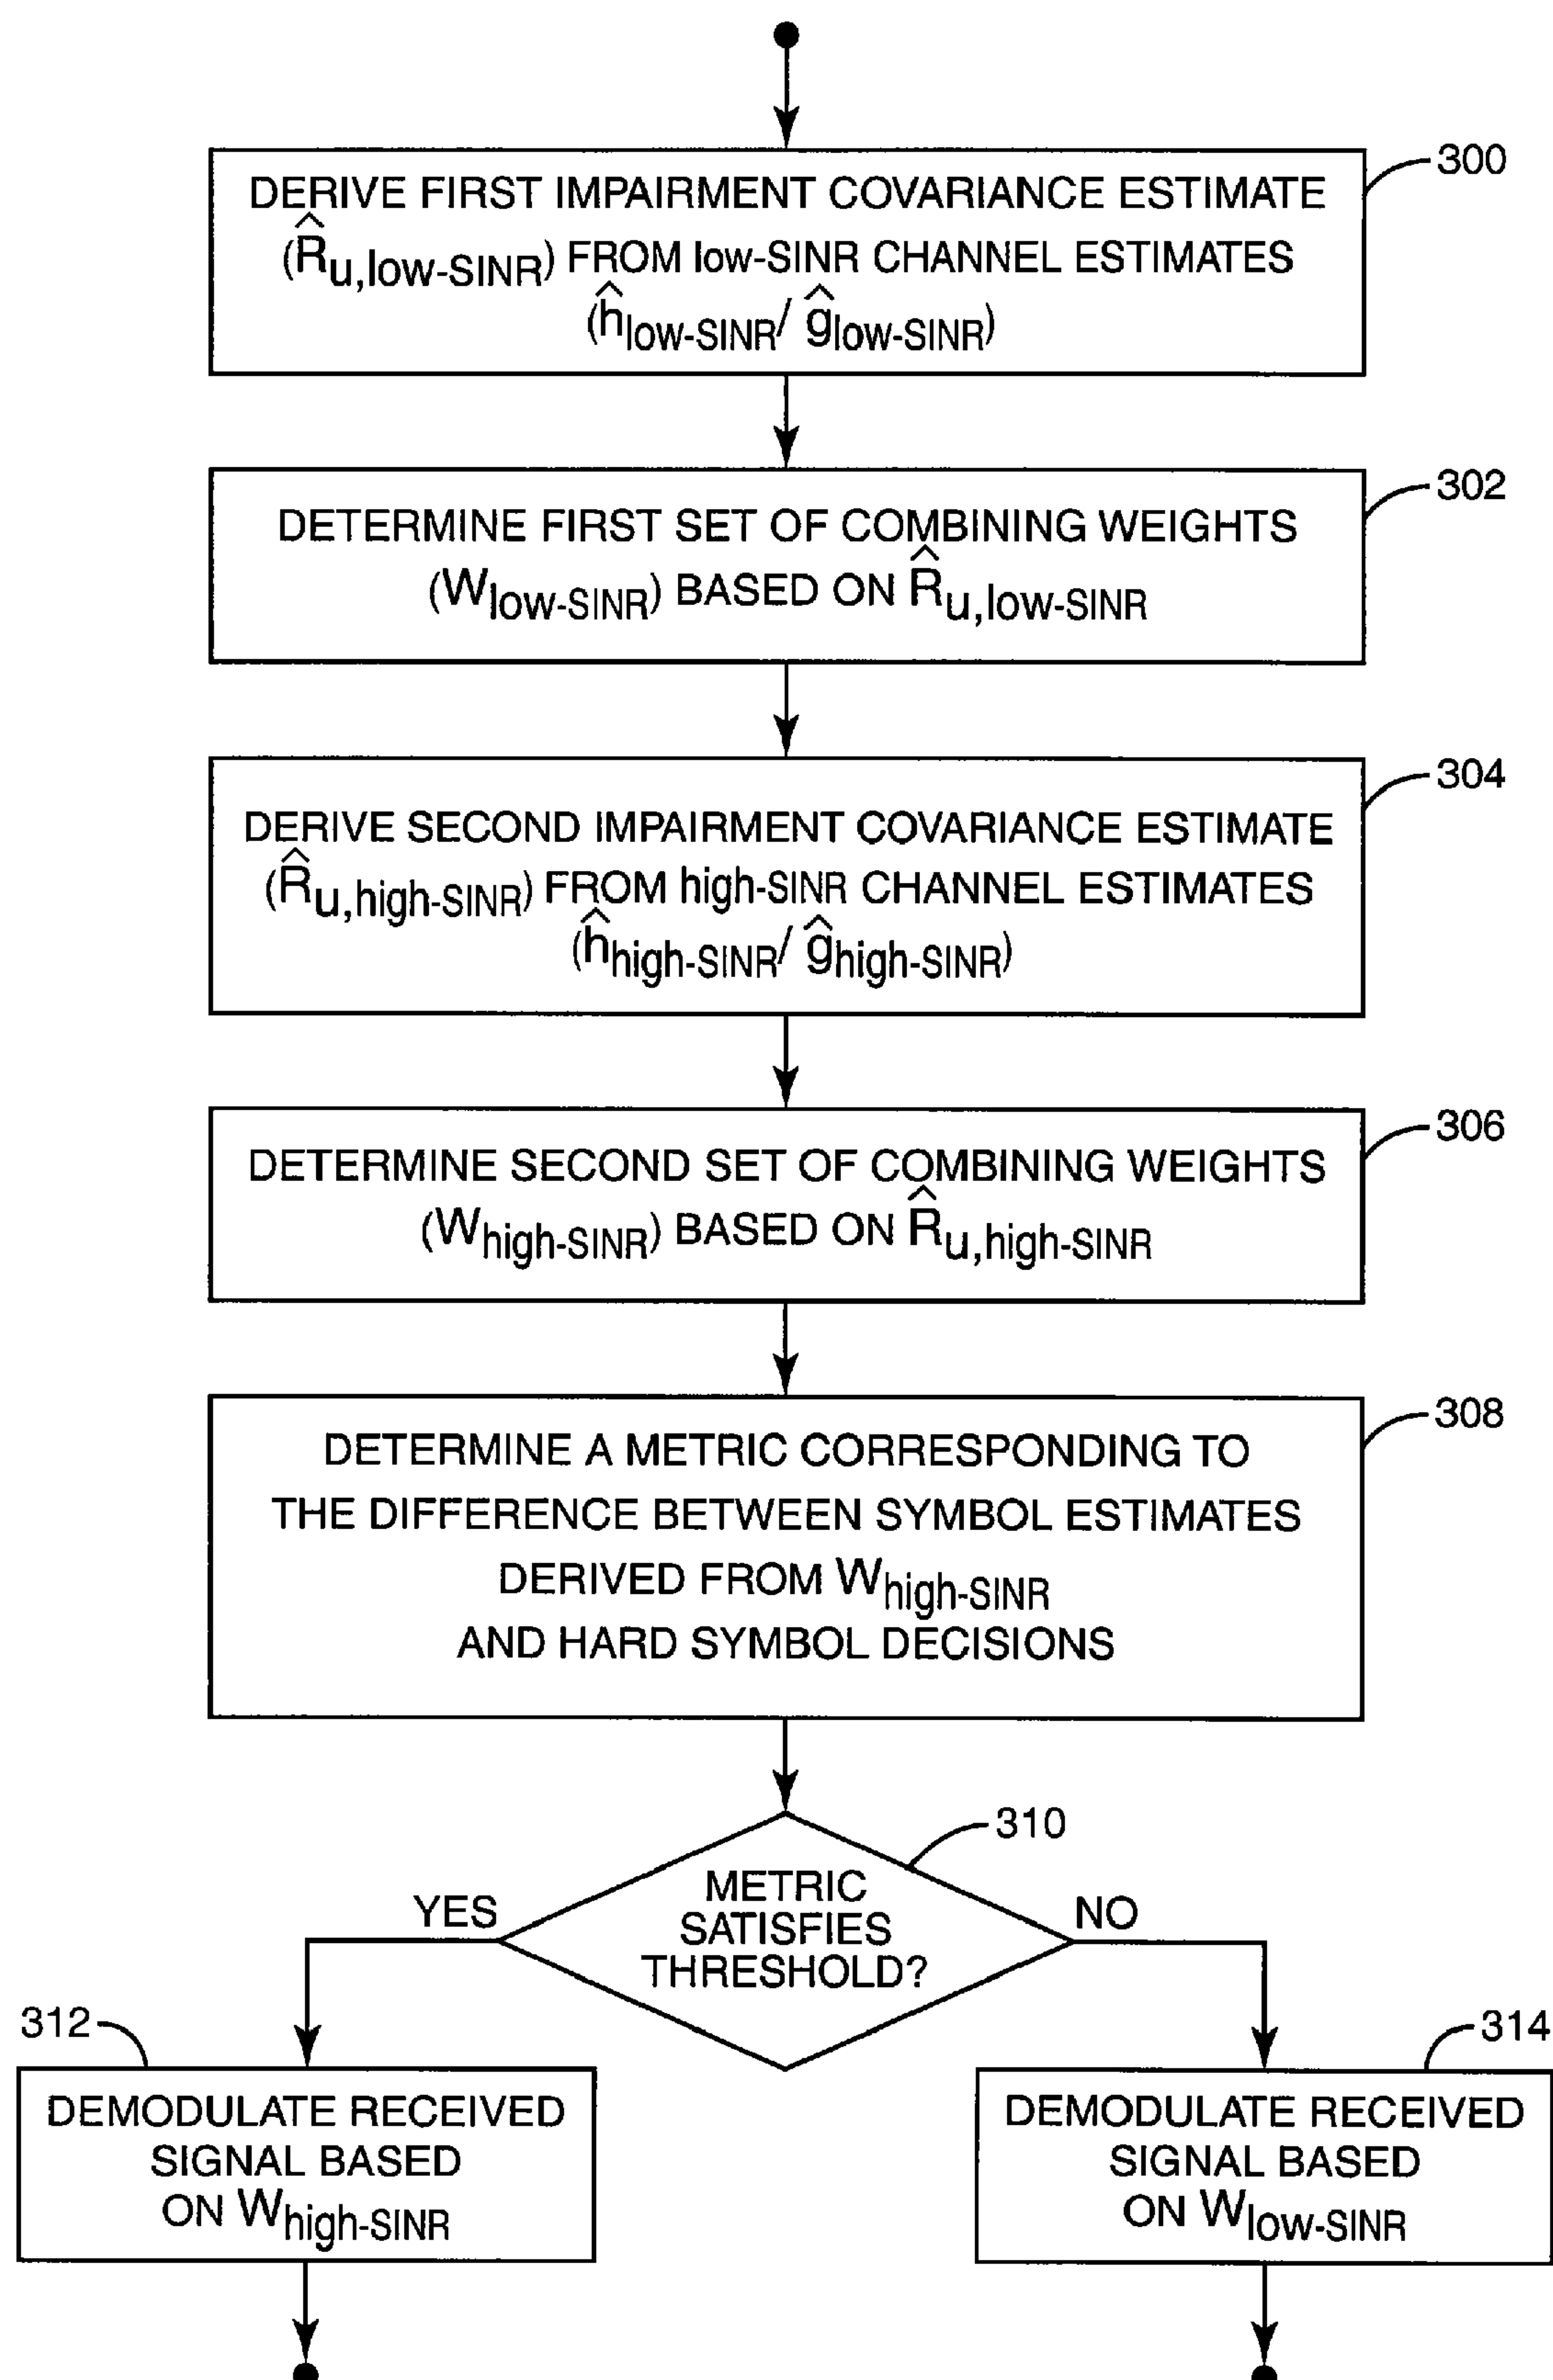 300
DERIVE FIRST IMPAIRMENT COVARIANCE ESTIMATE
(R̂u,low-SINR) FROM low-SINR CHANNEL ESTIMATES
(ĥlow-SINR/ ĝlow-SINR)
302
DETERMINE FIRST SET OF COMBINING WEIGHTS
(Wlow-SINR) BASED ON R̂u,low-SINR
304
DERIVE SECOND IMPAIRMENT COVARIANCE ESTIMATE
(R̂u,high-SINR) FROM high-SINR CHANNEL ESTIMATES
(ĥhigh-SINR/ ĝhigh-SINR)
306
DETERMINE SECOND SET OF COMBINING WEIGHTS
(Whigh-SINR) BASED ON R̂u,high-SINR
308
DETERMINE A METRIC CORRESPONDING TO
THE DIFFERENCE BETWEEN SYMBOL ESTIMATES
DERIVED FROM Whigh-SINR
AND HARD SYMBOL DECISIONS
310
METRIC
SATISFIES
THRESHOLD?
YES
NO
312
DEMODULATE RECEIVED
SIGNAL BASED
ON Whigh-SINR
314
DEMODULATE RECEIVED
SIGNAL BASED
ON Wlow-SINR